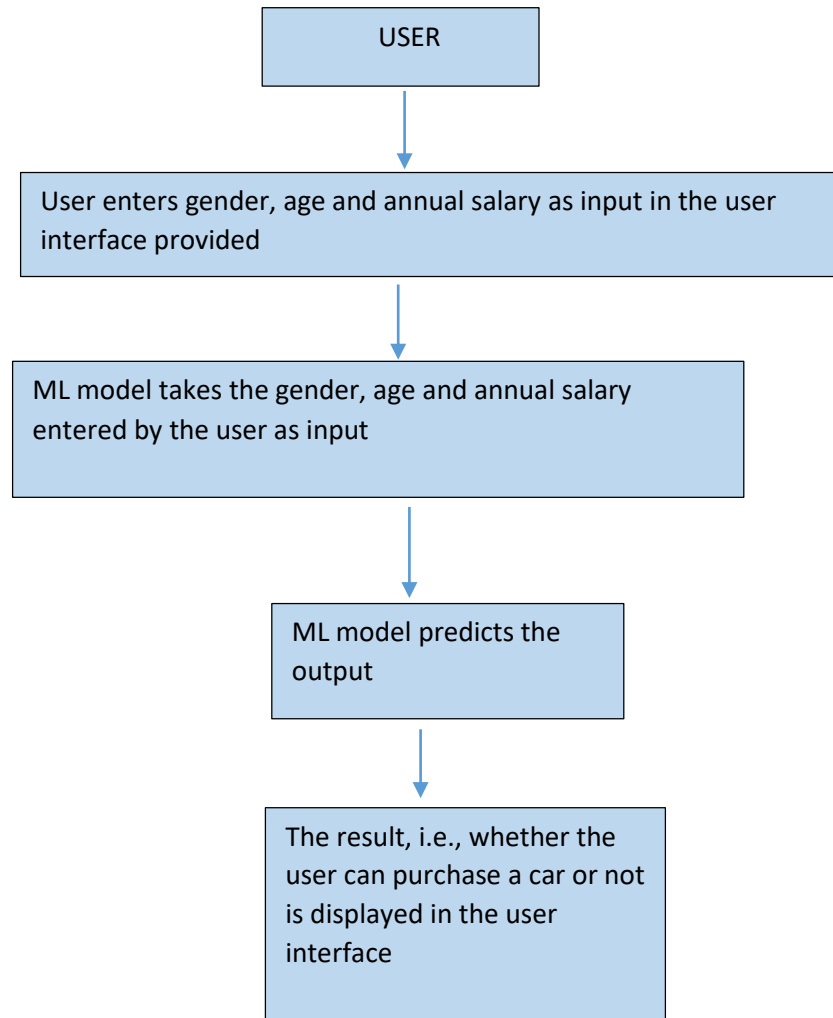 USER
User enters gender, age and annual salary as input in the user
interface provided
ML model takes the gender, age and annual salary
entered by the user as input
ML model predicts the
output
The result, i.e., whether the
user can purchase a car or not
is displayed in the user
interface